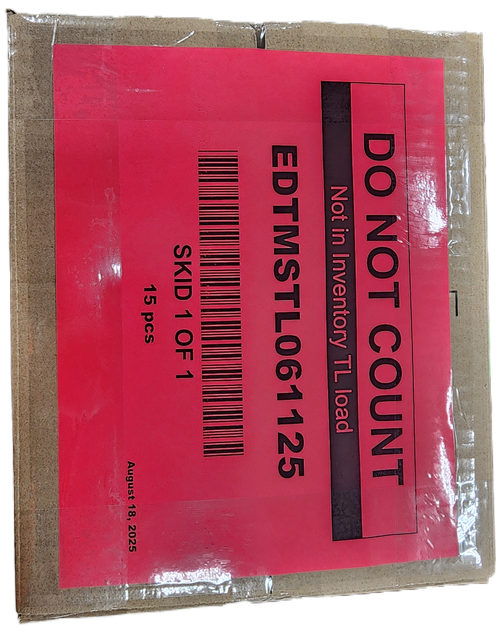 DO NOT COUNT
Not in Inventory TL load
EDTMSTL061125
SKID 1 OF 1
15 pcs
August 18, 2025